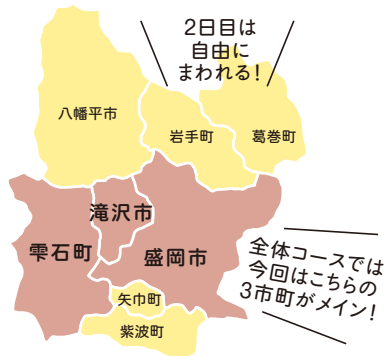 2日目は
自由に
まわれる！
八幡平市
岩手町
葛巻町
滝沢市
雫石町
盛岡市
全体コースでは
今回はこちらの
3市町がメイン！
矢巾町
紫波町